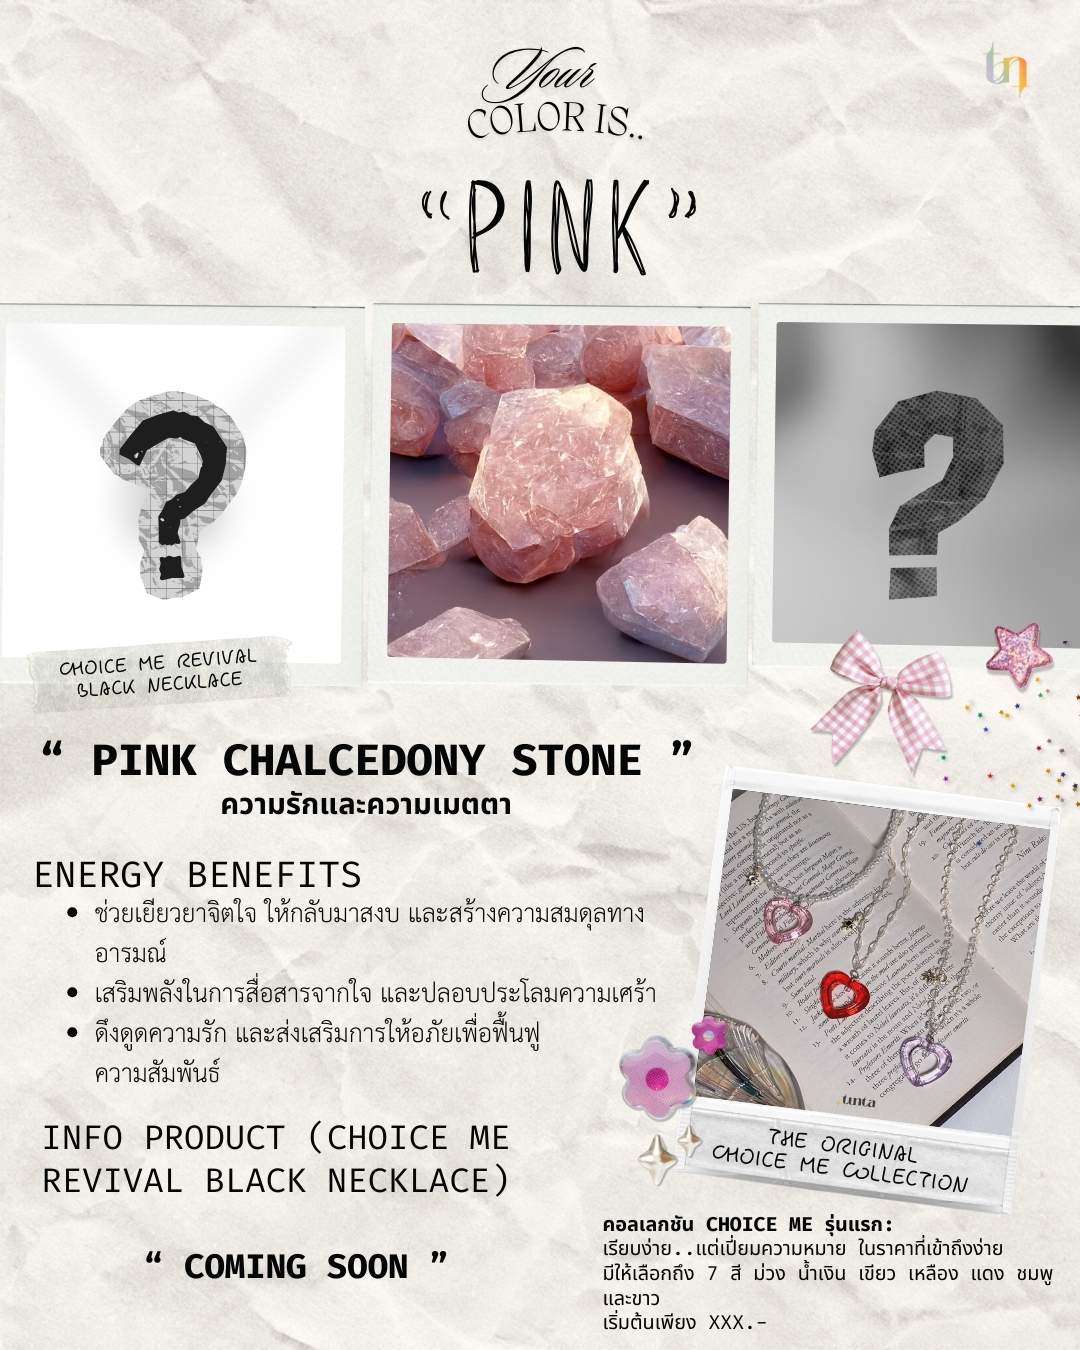 Your
COLOR IS..
“PINK”
tn
CHOICE ME REVIVAL
BLACK NECKLACE
“ PINK CHALCEDONY STONE ”
ความรักและความเมตตา
ENERGY BENEFITS
• ช่วยเยียวยาจิตใจ ให้กลับมาสงบ และสร้างความสมดุลทาง
อารมณ์
• เสริมพลังในการสื่อสารจากใจ และปลอบประโลมความเศร้า
• ดึงดูดความรัก และส่งเสริมการให้อภัยเพื่อฟื้นฟู
ความสัมพันธ์
INFO PRODUCT (CHOICE ME
REVIVAL BLACK NECKLACE)
“ COMING SOON ”
.tunta
THE ORIGINAL
CHOICE ME COLLECTION
คอลเลกชัน CHOICE ME รุ่นแรก:
เรียบง่าย..แต่เปี่ยมความหมาย ในราคาที่เข้าถึงง่าย
มีให้เลือกถึง 7 สี ม่วง น้ำเงิน เขียว เหลือง แดง ชมพู
และขาว
เริ่มต้นเพียง XXX.-